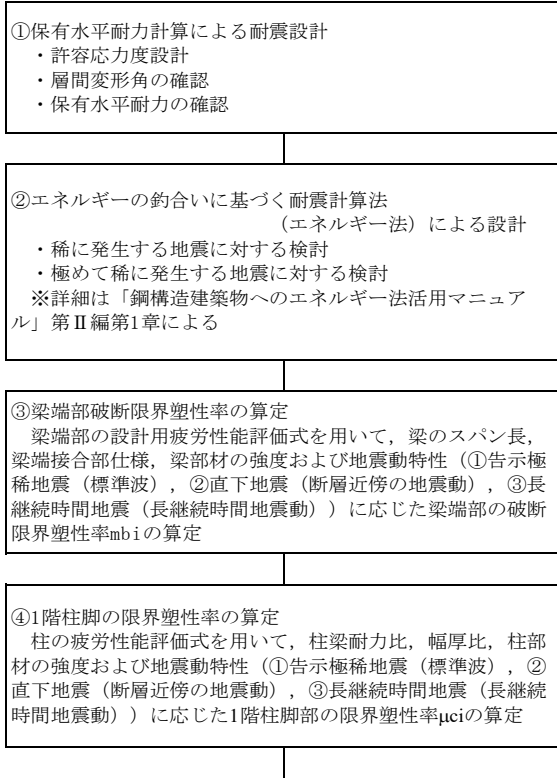 ①保有水平耐力計算による耐震設計
・許容応力度設計
・層間変形角の確認
・保有水平耐力の確認
②エネルギーの釣合いに基づく耐震計算法
（エネルギー法）による設計
・稀に発生する地震に対する検討
・極めて稀に発生する地震に対する検討
※詳細は「鋼構造建築物へのエネルギー法活用マニュア
ル」第Ⅱ編第1章による
③梁端部破断限界塑性率の算定
梁端部の設計用疲労性能評価式を用いて，梁のスパン長，
梁端接合部仕様，梁部材の強度および地震動特性（①告示極
稀地震（標準波），②直下地震（断層近傍の地震動），③長
継続時間地震（長継続時間地震動））に応じた梁端部の破断
限界塑性率mbiの算定
④1階柱脚の限界塑性率の算定
柱の疲労性能評価式を用いて，柱梁耐力比，幅厚比，柱部
材の強度および地震動特性（①告示極稀地震（標準波），②
直下地震（断層近傍の地震動），③長継続時間地震（長継続
時間地震動））に応じた1階柱脚部の限界塑性率μciの算定